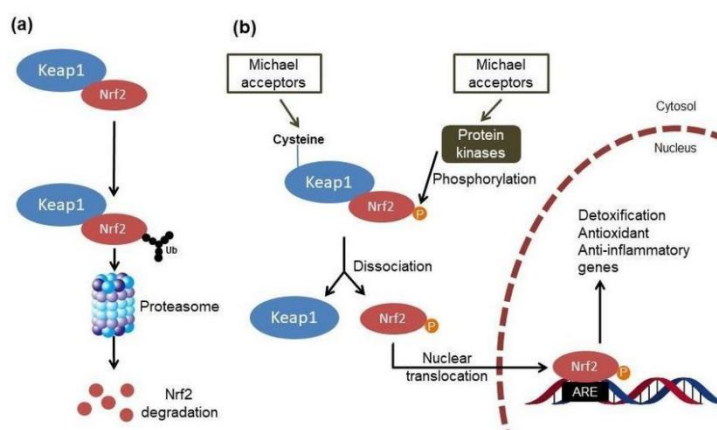 (a)
Keap1
Nrf2
Keap1
Nrf2
Ub
Proteasome
Nrf2
degradation
(b)
Michael
acceptors
Michael
acceptors
Cysteine
Protein
kinases
Phosphorylation
Keap1
Nrf2
P
Dissociation
Keap1
Nrf2
P
Nuclear
translocation
Cytosol
Nucleus
Detoxification
Antioxidant
Anti-inflammatory
genes
Nrf2
P
ARE